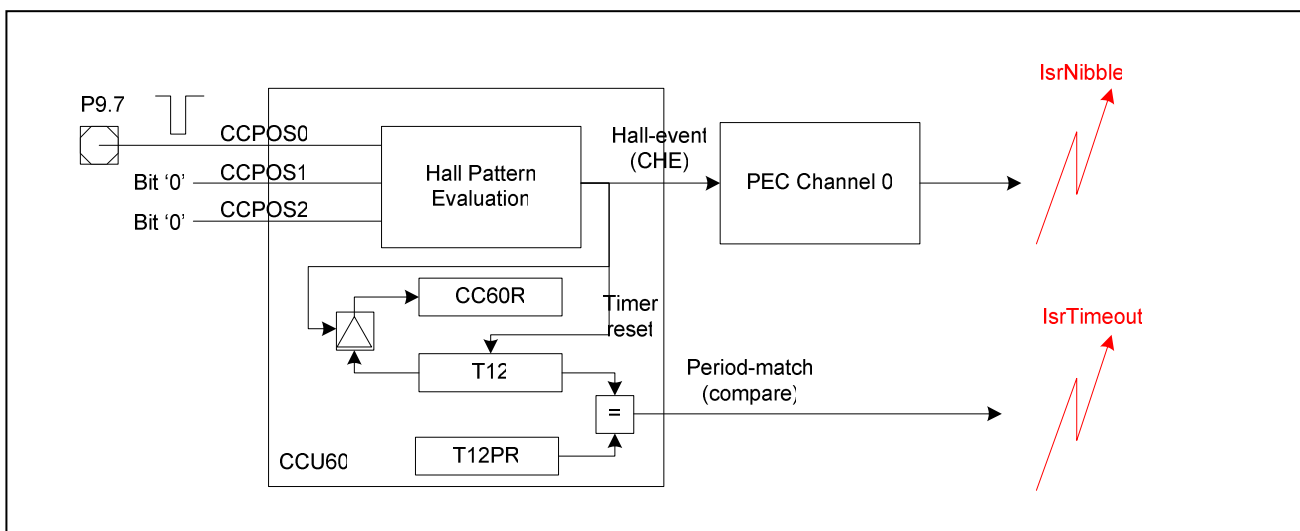 IsrNibble
P9.7
CCPOS0
Hall-event
(CHE)
Bit ‘0’
CCPOS1
Hall Pattern
Evaluation
PEC Channel 0
Bit ‘0’
CCPOS2
CC60R
Timer
reset
IsrTimeout
T12
Period-match
(compare)
=
CCU60
T12PR